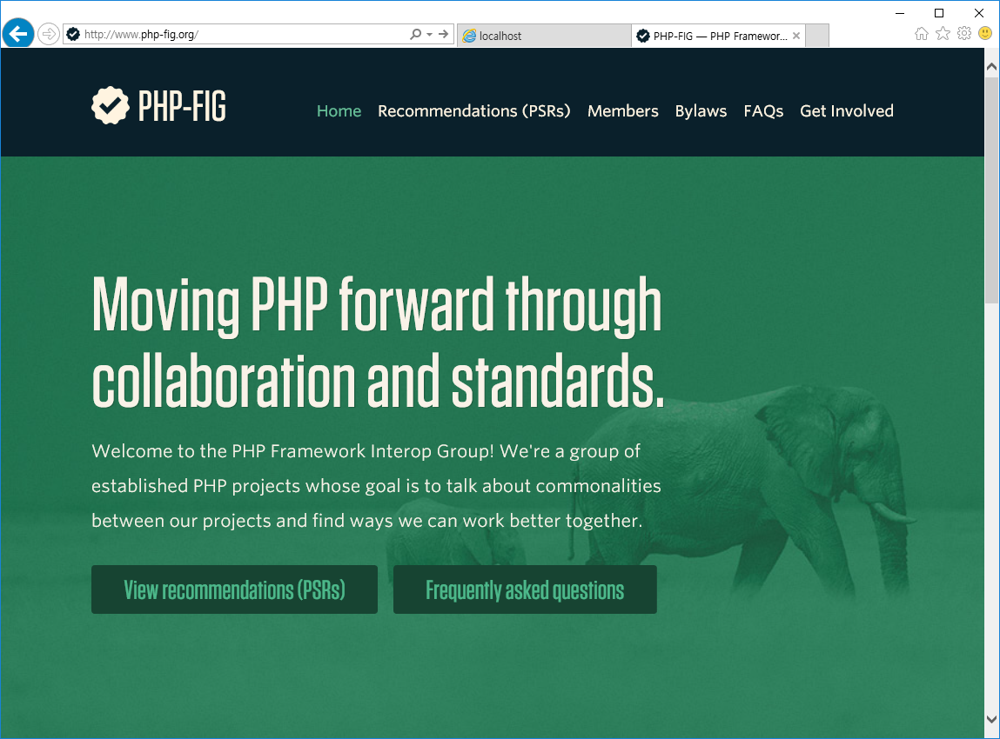 http://www.php-fig.org/
localhost
PHP-FIG — PHP Framewor...
PHP-FIG
Home Recommendations (PSRs) Members Bylaws FAQs Get Involved
Moving PHP forward through
collaboration and standards.
Welcome to the PHP Framework Interop Group! We're a group of
established PHP projects whose goal is to talk about commonalities
between our projects and find ways we can work better together.
View recommendations (PSRs)
Frequently asked questions